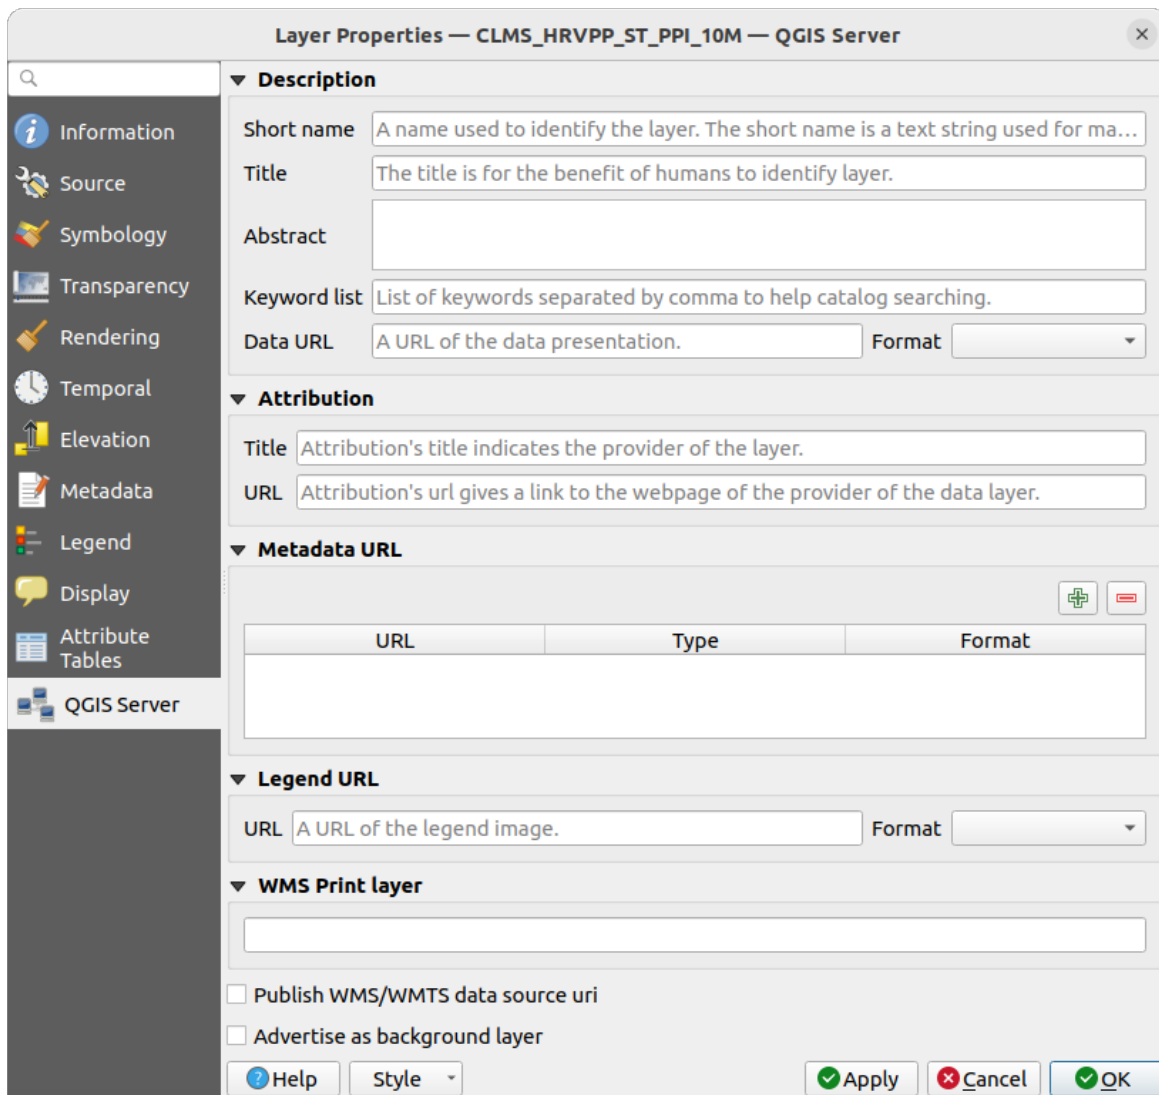 Layer Properties — CLMS_HRVPP_ST_PPI_10M — QGIS Server
Information
Source
Symbology
Transparency
Rendering
Temporal
Elevation
Metadata
Legend
Display
Attribute
Tables
QGIS Server
Description
Short name A name used to identify the layer. The short name is a text string used for ma...
Title The title is for the benefit of humans to identify layer.
Abstract
Keyword list List of keywords separated by comma to help catalog searching.
Data URL A URL of the data presentation. Format
Attribution
Title Attribution's title indicates the provider of the layer.
URL Attribution's url gives a link to the webpage of the provider of the data layer.
Metadata URL
URL Type Format
Legend URL
URL A URL of the legend image. Format
WMS Print layer
Publish WMS/WMTS data source uri
Advertise as background layer
Help Style Apply Cancel OK